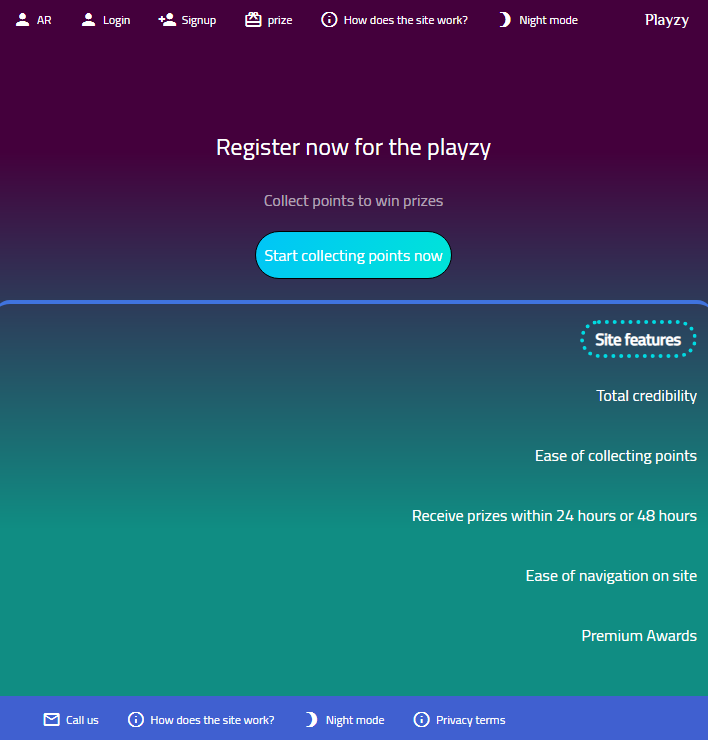 AR
Login
Signup
prize
How does the site work?
Night mode
Playzy
Register now for the playzy
Collect points to win prizes
Start collecting points now
Site features
Total credibility
Ease of collecting points
Receive prizes within 24 hours or 48 hours
Ease of navigation on site
Premium Awards
Call us
How does the site work?
Night mode
Privacy terms